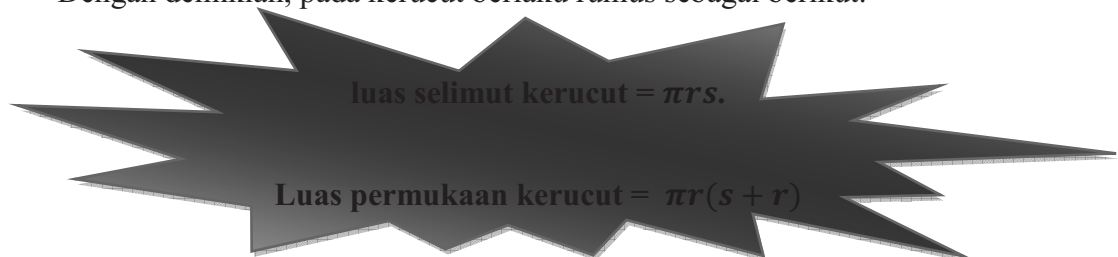 Dengan demikian, pada kerucut berlaku rumus sebagai berikut:
luas selimut kerucut = πrs.
Luas permukaan kerucut = πr(s + r)